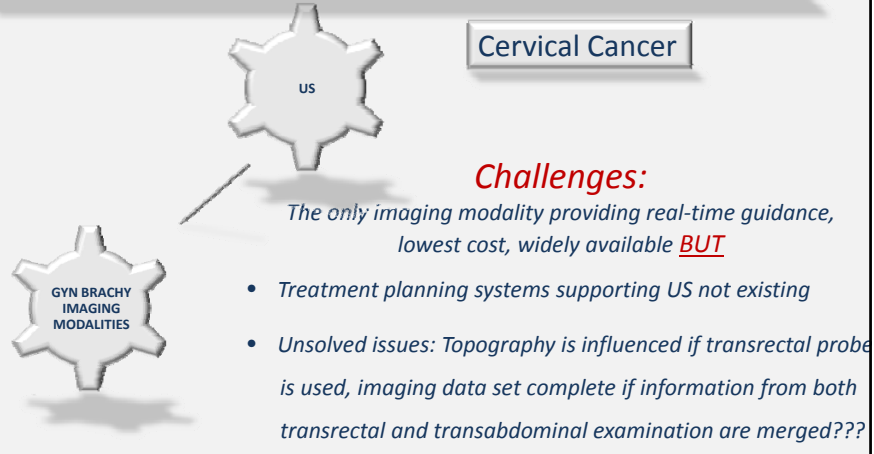 US
Cervical Cancer
Challenges:
The only imaging modality providing real-time guidance,
lowest cost, widely available BUT
GYN BRACHY
IMAGING
MODALITIES
• Treatment planning systems supporting US not existing
• Unsolved issues: Topography is influenced if transrectal probe
is used, imaging data set complete if information from both
transrectal and transabdominal examination are merged???